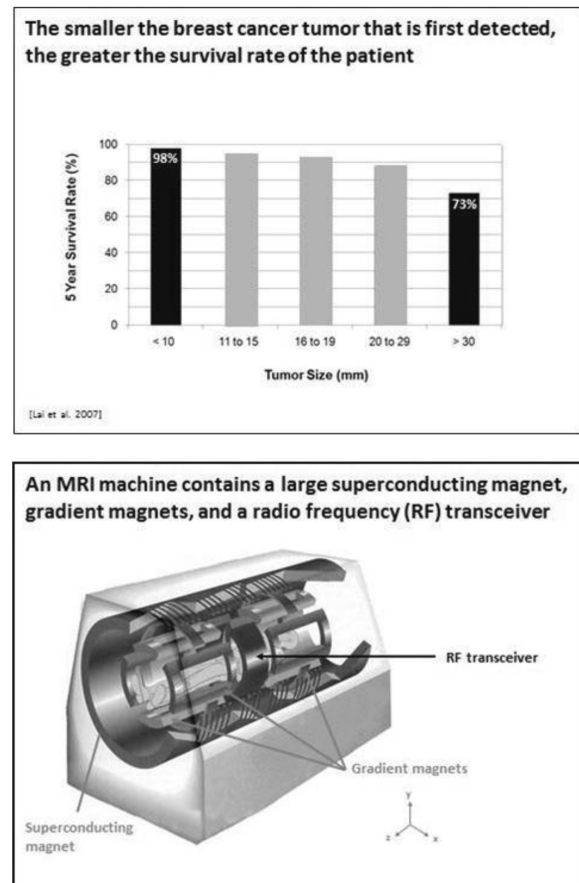 The smaller the breast cancer tumor that is first detected,
the greater the survival rate of the patient
5 Year Survival Rate (%)
100
80
60
40
20
0
98%
73%
< 10
11 to 15
16 to 19
20 to 29
> 30
Tumor Size (mm)
[Lai et al. 2007]
An MRI machine contains a large superconducting magnet,
gradient magnets, and a radio frequency (RF) transceiver
RF transceiver
Gradient magnets
Superconducting
magnet
y
z
x